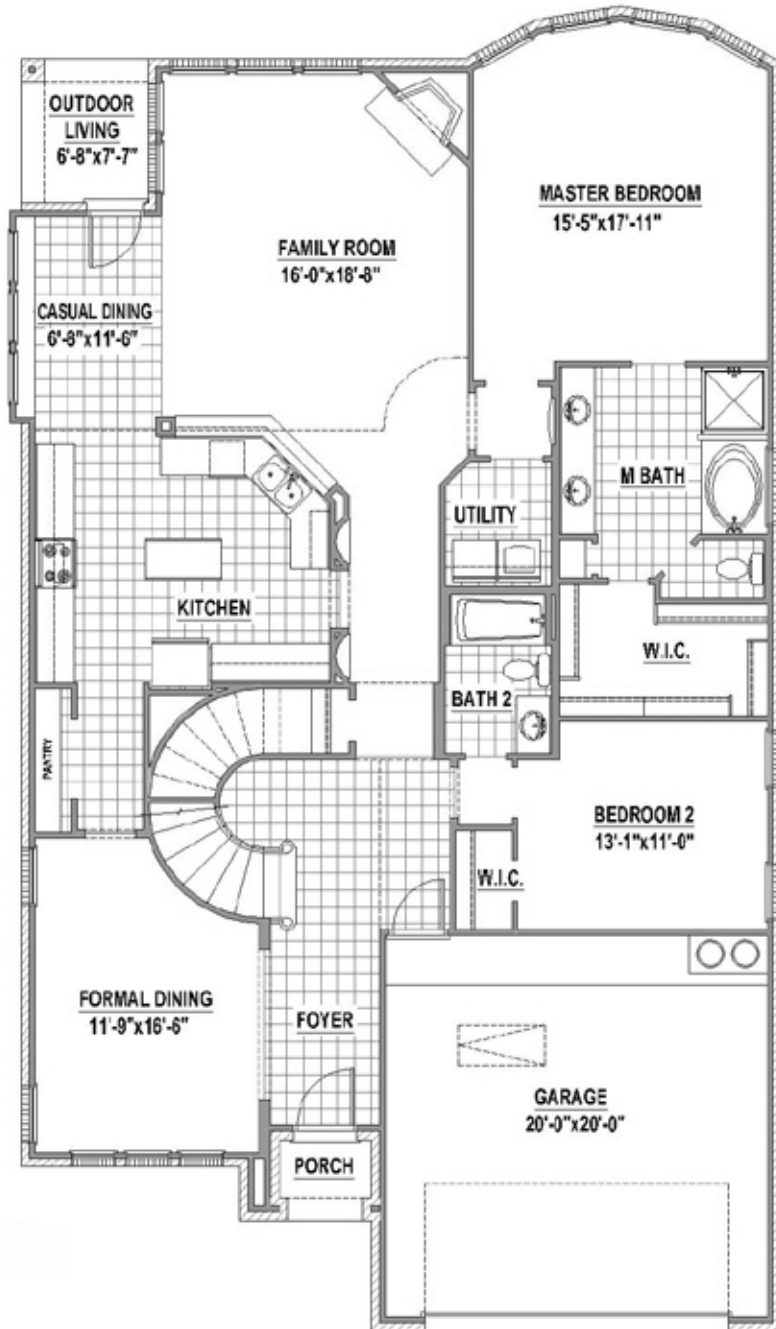 OUTDOOR
LIVING
6'-8"x7'-7"
MASTER BEDROOM
15'-5"x17'-11"
FAMILY ROOM
16'-0"x18'-8"
CASUAL DINING
6'-8"x11'-6"
M BATH
UTILITY
KITCHEN
W.I.C.
BATH 2
PANTRY
BEDROOM 2
13'-1"x11'-0"
W.I.C.
FORMAL DINING
11'-9"x16'-6"
FOYER
GARAGE
20'-0"x20'-0"
PORCH